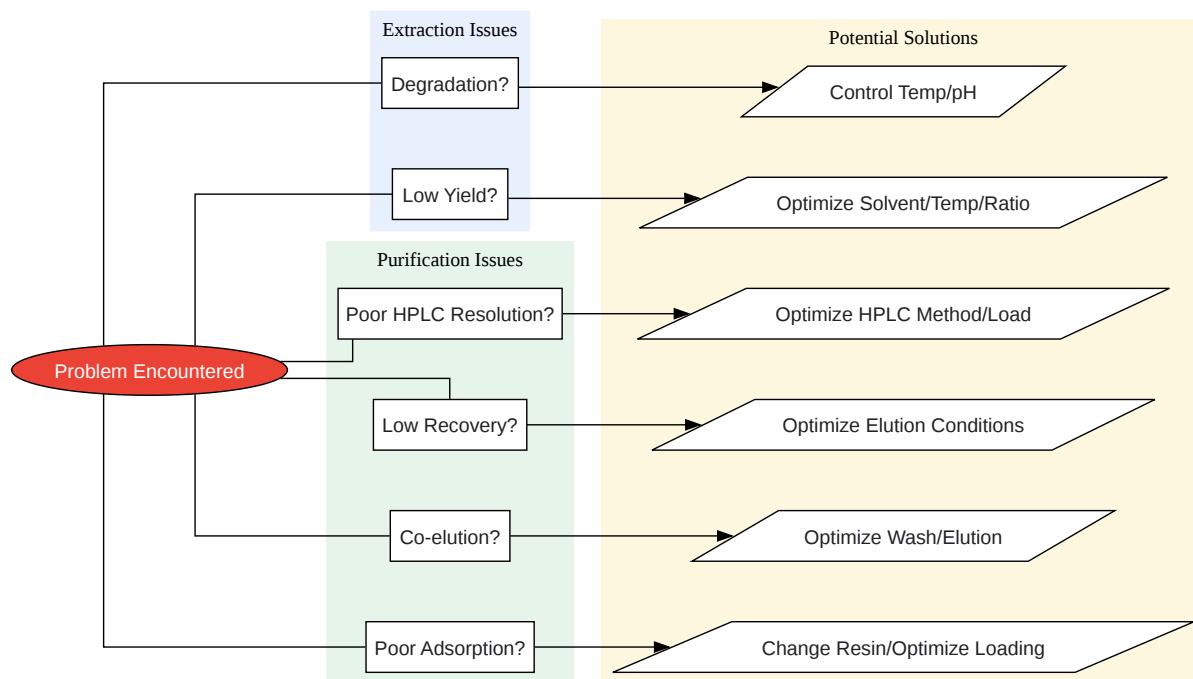 Extraction Issues
Potential Solutions
Degradation?
Control Temp/pH
Low Yield?
Optimize Solvent/Temp/Ratio
Purification Issues
Poor HPLC Resolution?
Optimize HPLC Method/Load
Problem Encountered
Low Recovery?
Optimize Elution Conditions
Co-elution?
Optimize Wash/Elution
Poor Adsorption?
Change Resin/Optimize Loading